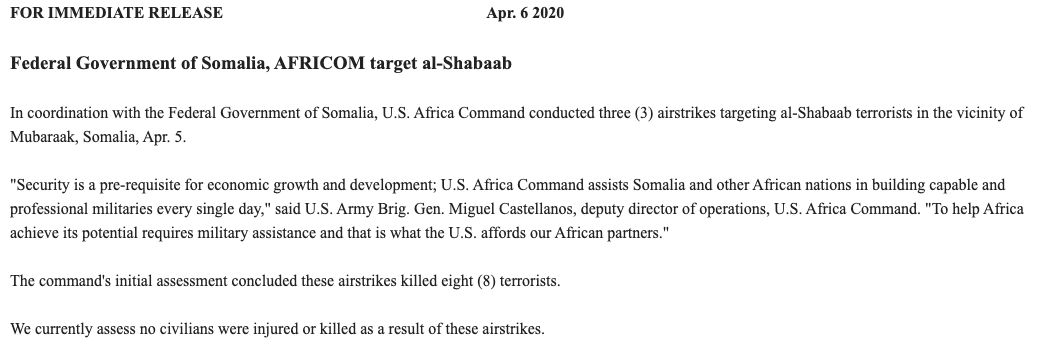 FOR IMMEDIATE RELEASE Apr. 6 2020
Federal Government of Somalia, AFRICOM target al-Shabaab
In coordination with the Federal Government of Somalia, U.S. Africa Command conducted three (3) airstrikes targeting al-Shabaab terrorists in the vicinity of
Mubaraak, Somalia, Apr. 5.
"Security is a pre-requisite for economic growth and development; U.S. Africa Command assists Somalia and other African nations in building capable and
professional militaries every single day," said U.S. Army Brig. Gen. Miguel Castellanos, deputy director of operations, U.S. Africa Command. "To help Africa
achieve its potential requires military assistance and that is what the U.S. affords our African partners."
The command's initial assessment concluded these airstrikes killed eight (8) terrorists.
We currently assess no civilians were injured or killed as a result of these airstrikes.